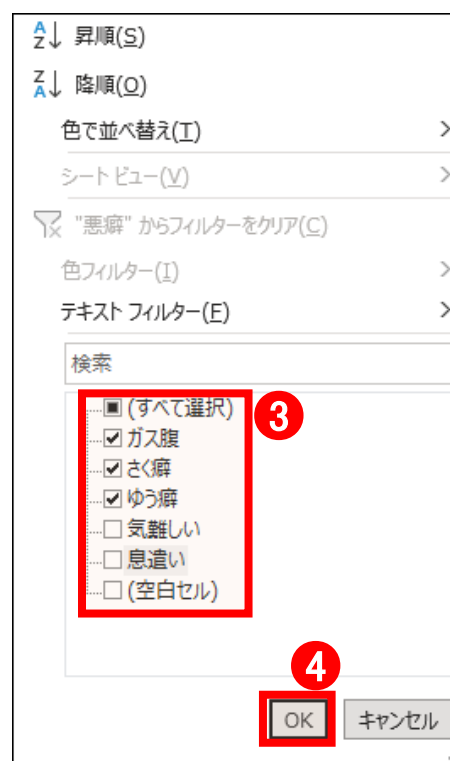 昇順(S)
降順(O)
色で並べ替え(T)
シート ビュー(V)
"悪癖" からフィルターをクリア(C)
色フィルター(I)
テキスト フィルター(F)
検索
(すべて選択)
3
ガス腹
さく癖
ゆう癖
気難しい
息遣い
(空白セル)
4
OK キャンセル